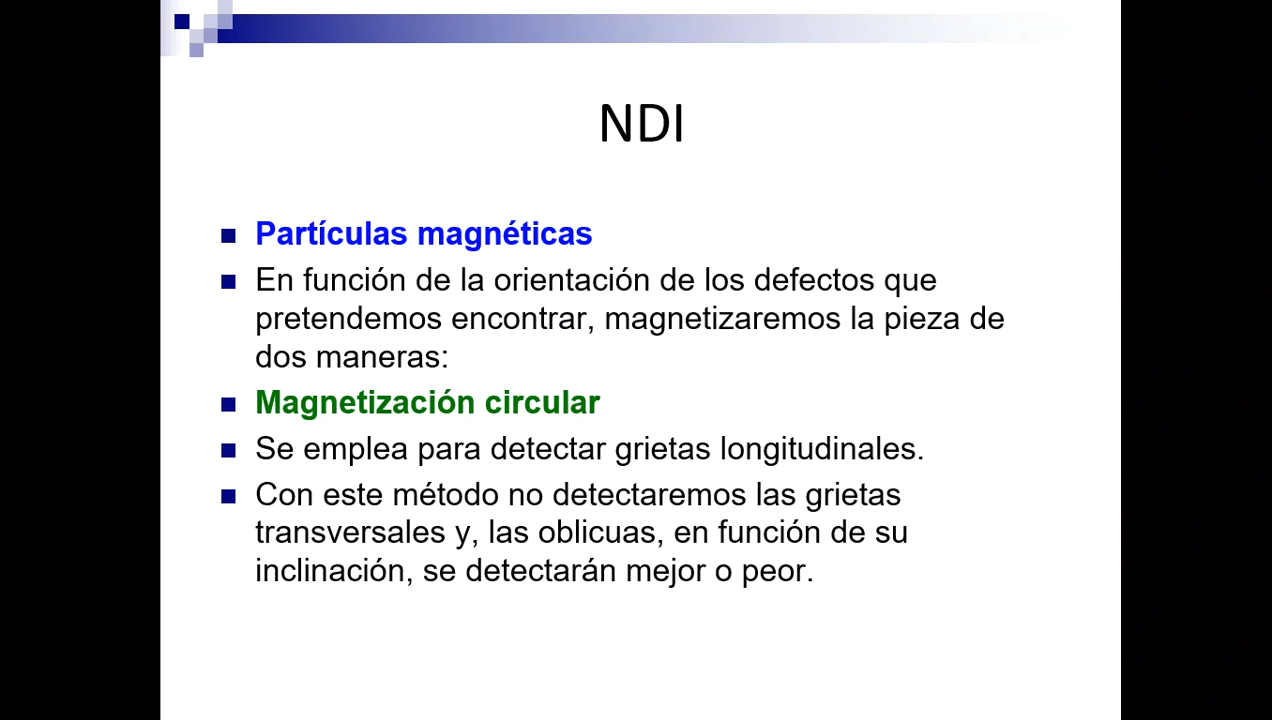 NDI
Partículas magnéticas
En función de la orientación de los defectos que
pretendemos encontrar, magnetizaremos la pieza de
dos maneras:
Magnetización circular
Se emplea para detectar grietas longitudinales.
Con este método no detectaremos las grietas
transversales y, las oblicuas, en función de su
inclinación, se detectarán mejor o peor.